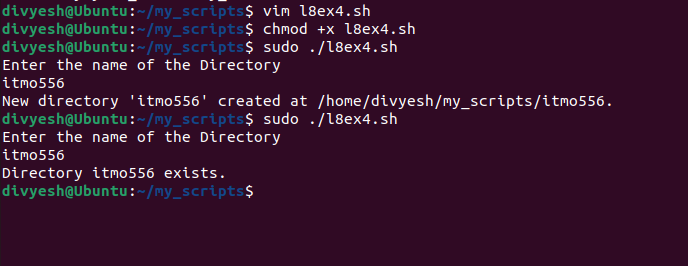 divyesh@Ubuntu:~/my_scripts$ vim l8ex4.sh
divyesh@Ubuntu:~/my_scripts$ chmod +x l8ex4.sh
divyesh@Ubuntu:~/my_scripts$ sudo ./l8ex4.sh
Enter the name of the Directory
itmo556
New directory 'itmo556' created at /home/divyesh/my_scripts/itmo556.
divyesh@Ubuntu:~/my_scripts$ sudo ./l8ex4.sh
Enter the name of the Directory
itmo556
Directory itmo556 exists.
divyesh@Ubuntu:~/my_scripts$